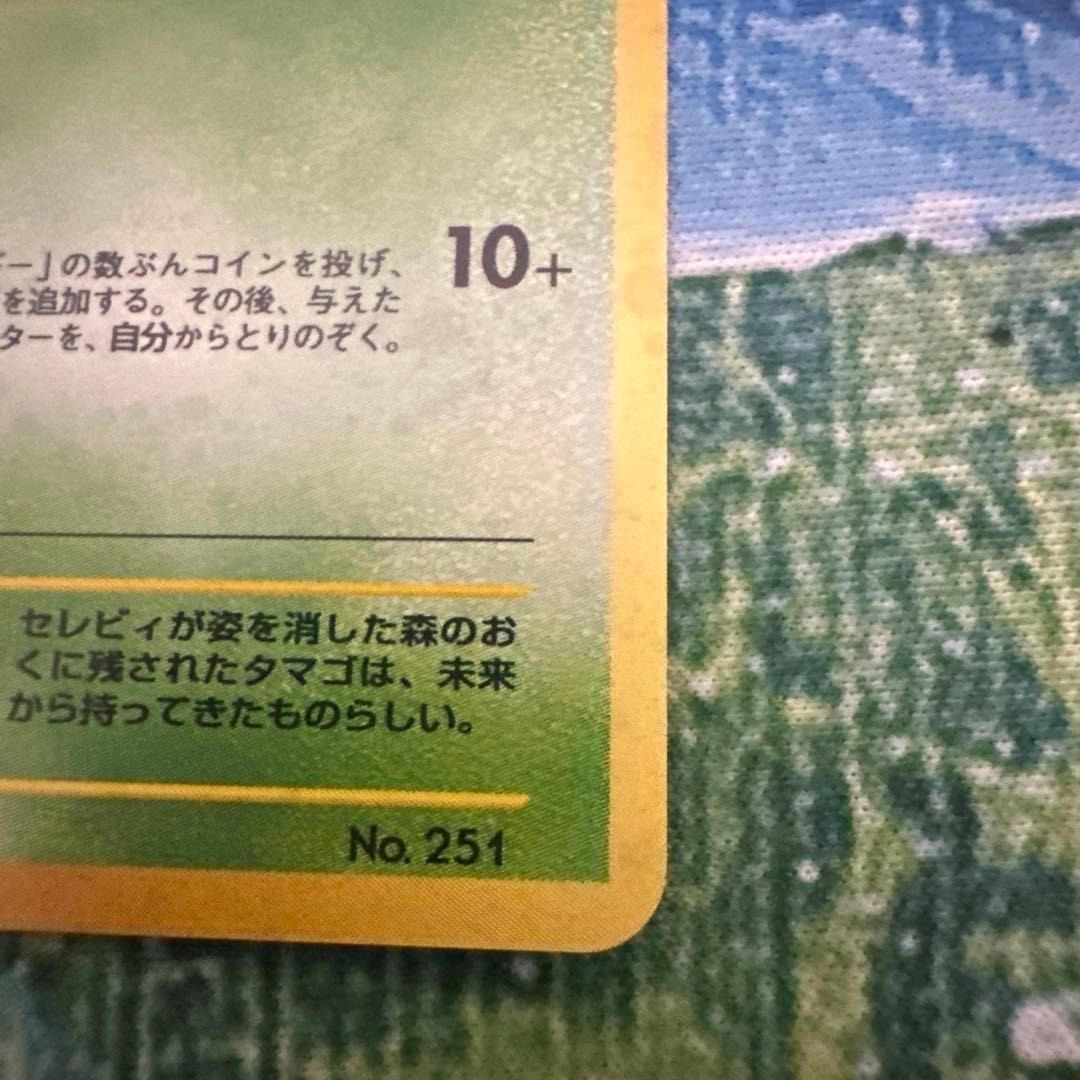 ー」の数ぶんコインを投げ、
10+
を追加する。その後、与えた
ターを、自分からとりのぞく。
セレビィが姿を消した森のお
くに残されたタマゴは、未来
から持ってきたものらしい。
No. 251